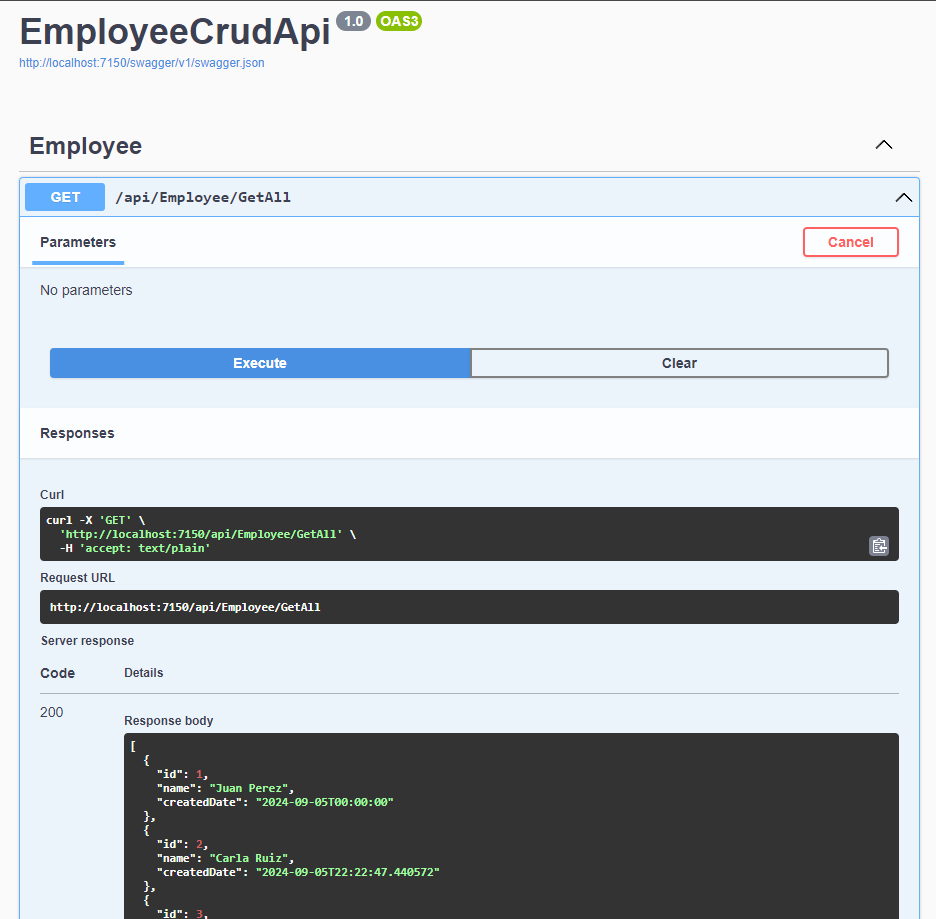 EmployeeCrudApi 1.0 OAS3
http://localhost:7150/swagger/v1/swagger.json
Employee
GET /api/Employee/GetAll
Parameters Cancel
No parameters
Execute Clear
Responses
Curl
curl -X 'GET' \
  'http://localhost:7150/api/Employee/GetAll' \
  -H 'accept: text/plain'
Request URL
http://localhost:7150/api/Employee/GetAll
Server response
Code Details
200
Response body
[
  {
    "id": 1,
    "name": "Juan Perez",
    "createdDate": "2024-09-05T00:00:00"
  },
  {
    "id": 2,
    "name": "Carla Ruiz",
    "createdDate": "2024-09-05T22:22:47.440572"
  },
  {
    "id": 3,